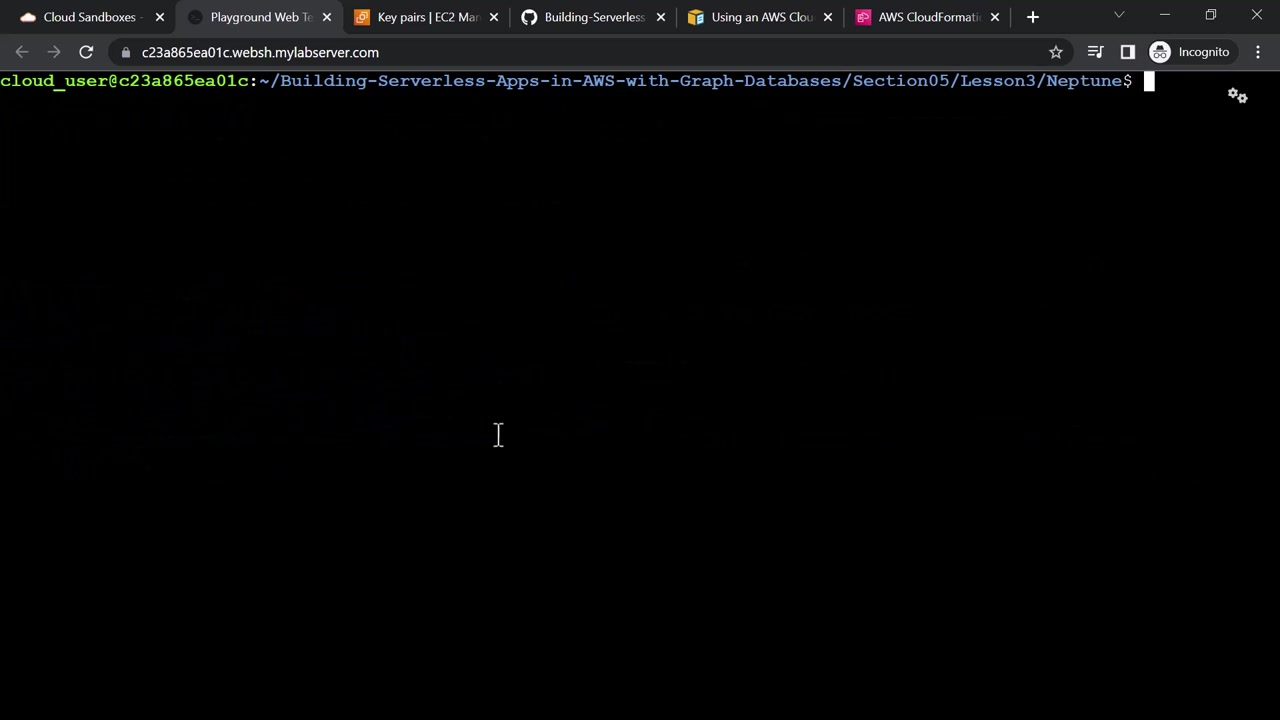 Cloud Sandboxes -
Playground Web Te
Key pairs | EC2 Man
Building-Serverless
Using an AWS Clou
AWS CloudFormati
c23a865ea01c.websh.mylabserver.com
Incognito
cloud_user@c23a865ea01c:~/Building-Serverless-Apps-in-AWS-with-Graph-Databases/Section05/Lesson3/Neptune$